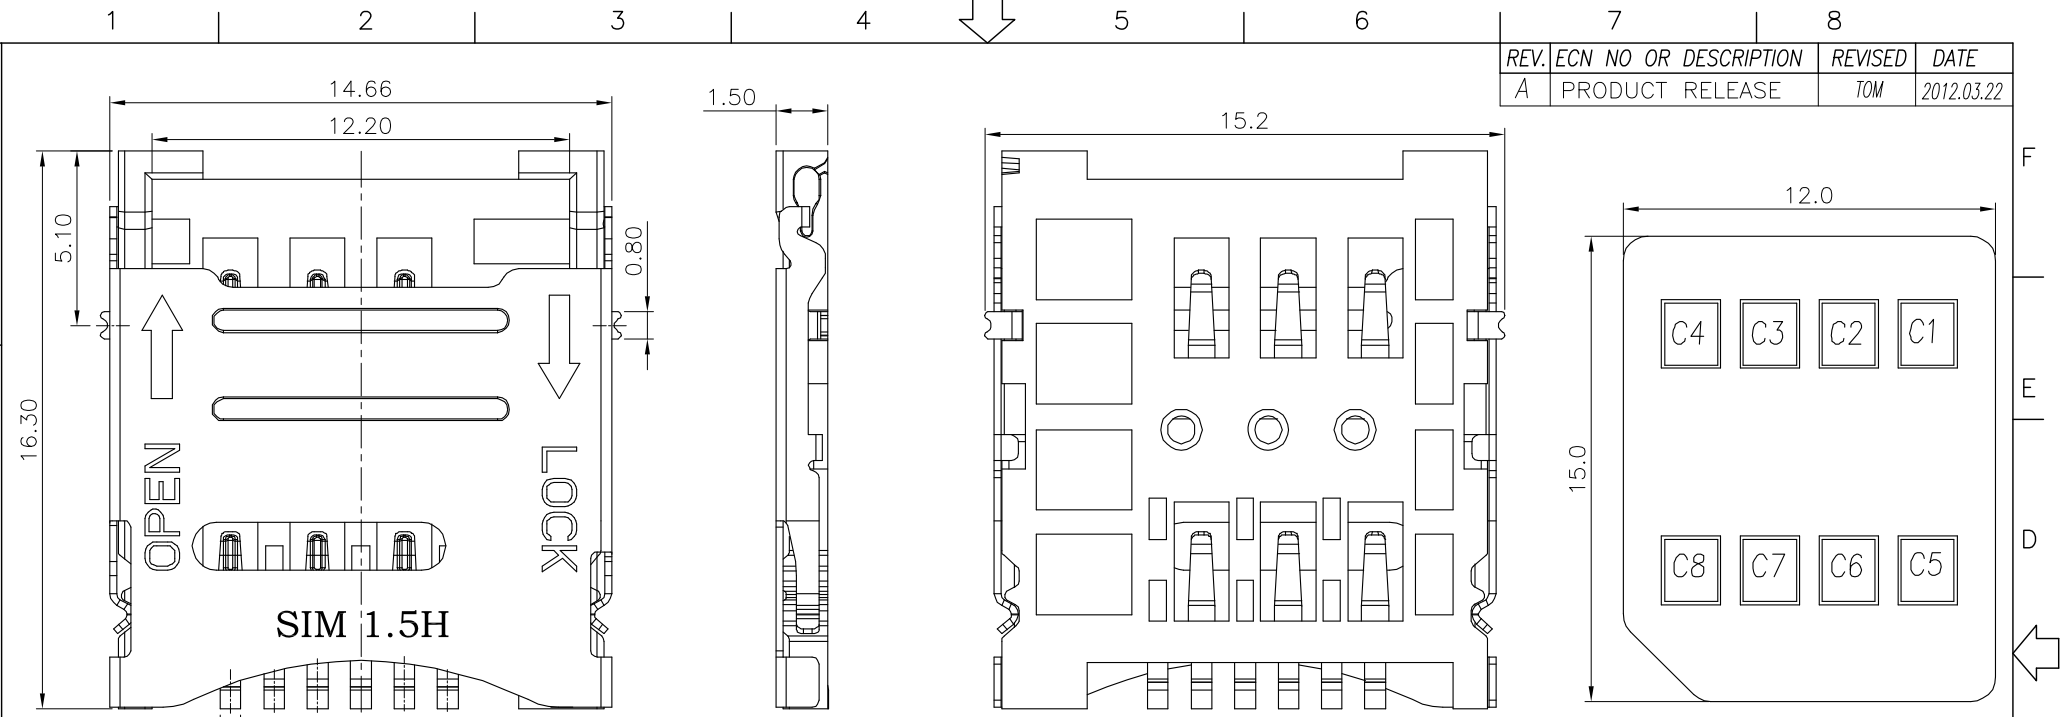 1 2 3 4 5 6 7 8
REV. ECN NO OR DESCRIPTION REVISED DATE
A PRODUCT RELEASE TOM 2012.03.22
14.66
12.20
1.50
15.2
12.0
5.10
0.80
16.30
15.0
F
E
D
OPEN
LOCK
SIM 1.5H
C4 C3 C2 C1
C8 C7 C6 C5